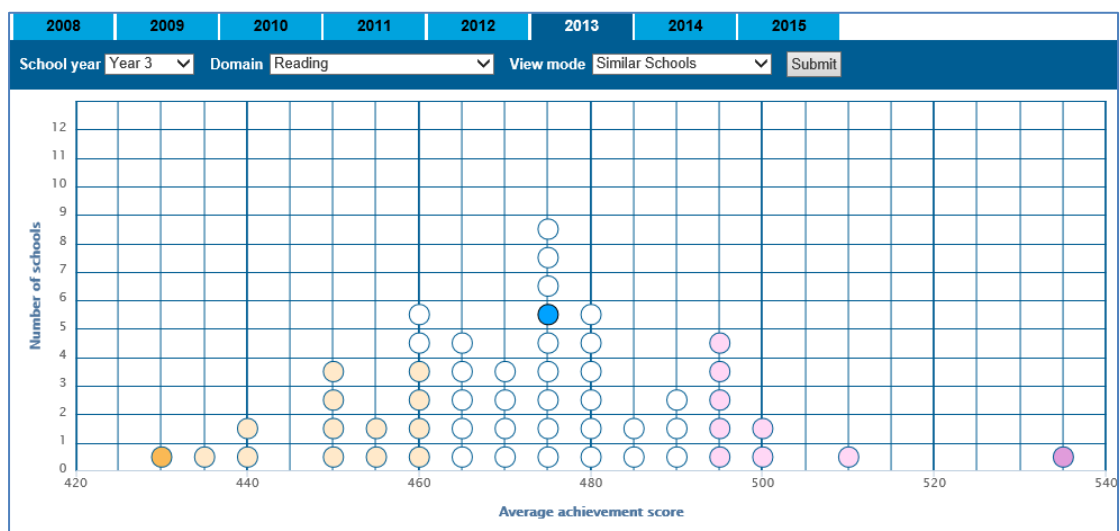 2008 2009 2010 2011 2012 2013 2014 2015
School year Year 3 Domain Reading View mode Similar Schools Submit
12
11
10
9
8
7
6
5
4
3
2
1
0
Number of schools
420 440 460 480 500 520 540
Average achievement score